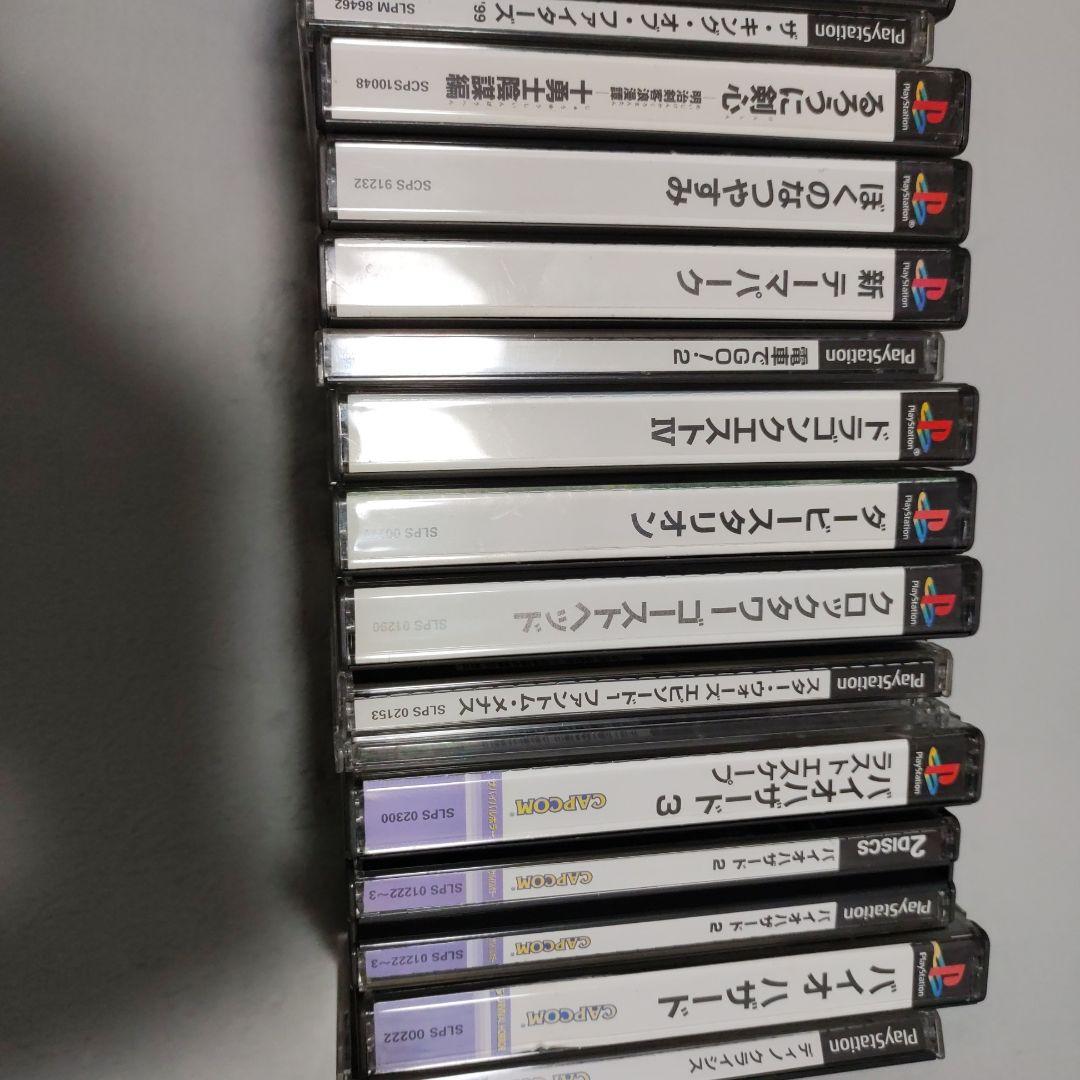 PlayStation ザ・キング・オブ・ファイターズ '99 SLPM 86462
PlayStation るろうに剣心 ―明治剣客浪漫譚― 十勇士陰謀編 SCPS10048
PlayStation ® ぼくのなつやすみ SCPS 91232
PlayStation 新 テーマパーク
PlayStation 電車でGO! 2
PlayStation ® ドラゴンクエストIV
PlayStation ダービースタリオン SLPS
PlayStation クロックタワー ゴーストヘッド SLPS 01290
PlayStation スター・ウォーズ エピソード1 ファントム・メナス SLPS 02153
PlayStation バイオハザード3
ラストエスケープ
CAPCOM SLPS 02300
2DISCS バイオハザード2 CAPCOM SLPS 01222~3
PlayStation バイオハザード2 CAPCOM SLPS 01222~3
PlayStation バイオハザード CAPCOM SLPS 00222
PlayStation ディノクライシス